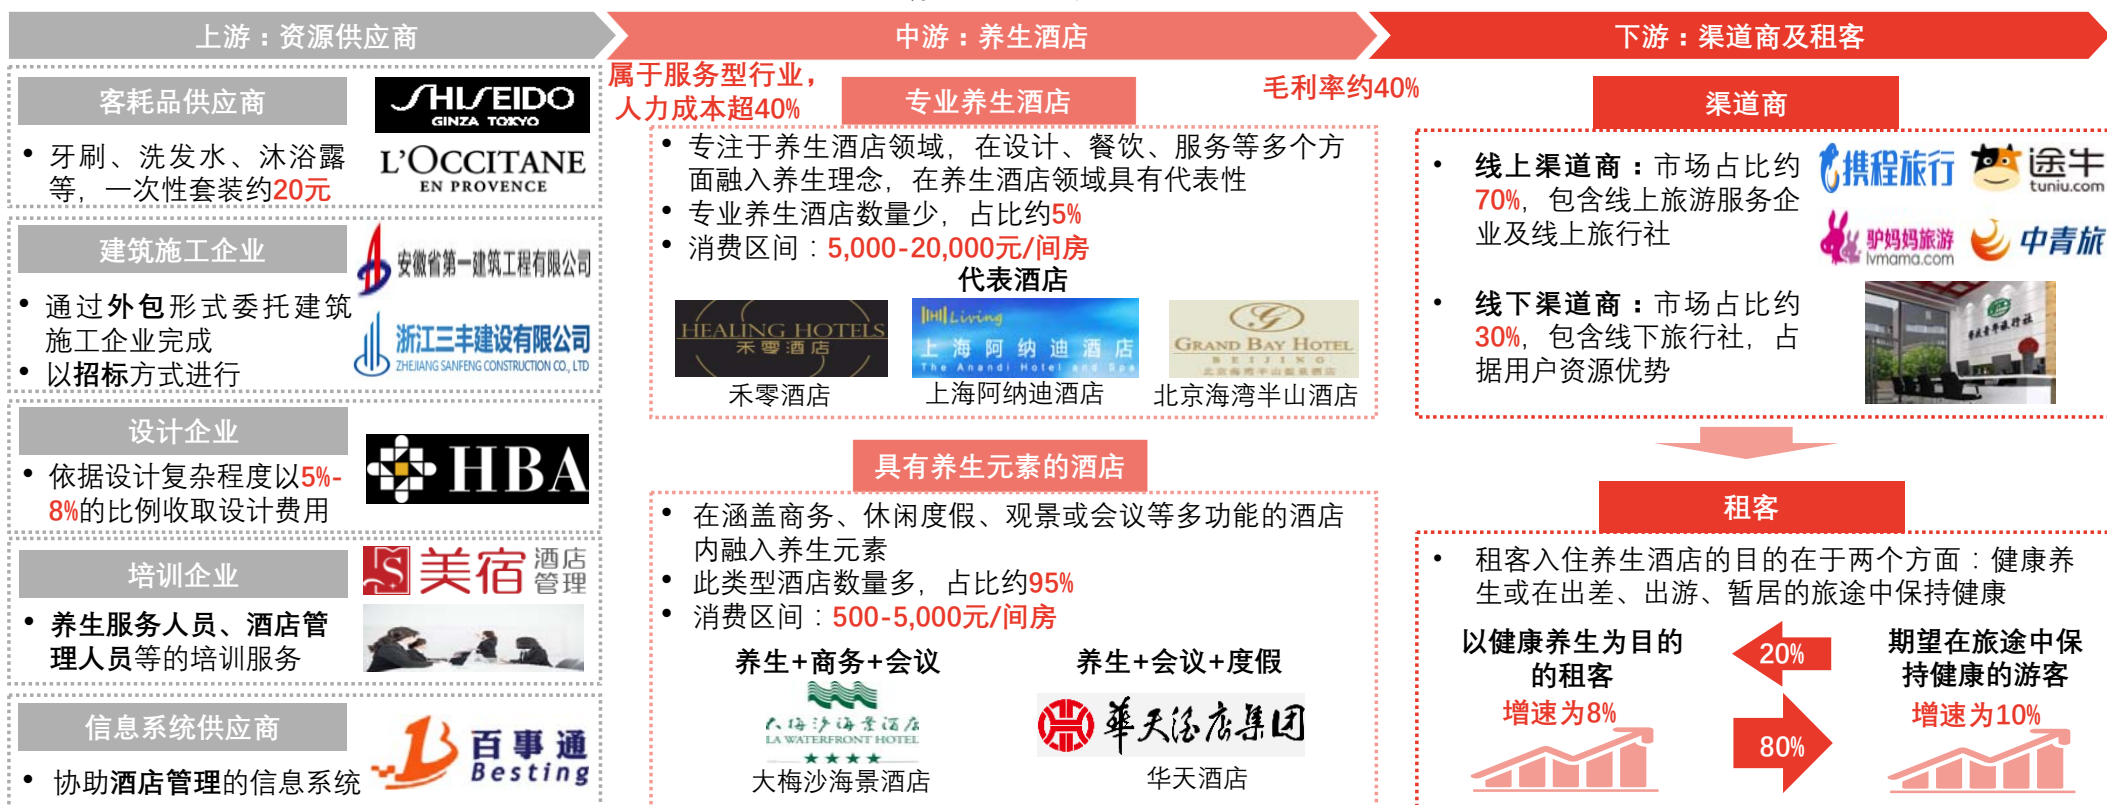 上游：资源供应商
客耗品供应商
SHISEIDO
GINZA TOKYO
L'OCCITANE
EN PROVENCE
• 牙刷、洗发水、沐浴露
等，一次性套装约20元
建筑施工企业
安徽省第一建筑工程有限公司
• 通过外包形式委托建筑
施工企业完成
• 以招标方式进行
浙江三丰建设有限公司
ZHEJIANG SANFENG CONSTRUCTION CO., LTD
设计企业
• 依据设计复杂程度以5%-
8%的比例收取设计费用
HBA
培训企业
美宿 酒店
管理
• 养生服务人员、酒店管
理人员等的培训服务
信息系统供应商
百事通
Besting
• 协助酒店管理的信息系统
中游：养生酒店
属于服务型行业，
人力成本超40%
专业养生酒店
毛利率约40%
• 专注于养生酒店领域，在设计、餐饮、服务等多个方
面融入养生理念，在养生酒店领域具有代表性
• 专业养生酒店数量少，占比约5%
• 消费区间：5,000-20,000元/间房
代表酒店
HEALING HOTELS
禾零酒店
Living
上海阿纳迪酒店
The Anandi Hotel and Spa
GRAND BAY HOTEL
BEIJING
禾零酒店
上海阿纳迪酒店
北京海湾半山酒店
具有养生元素的酒店
• 在涵盖商务、休闲度假、观景或会议等多功能的酒店
内融入养生元素
• 此类型酒店数量多，占比约95%
• 消费区间：500-5,000元/间房
养生+商务+会议
大梅沙海景酒店
LA WATERFRONT HOTEL
★★★★
大梅沙海景酒店
养生+会议+度假
華天酒店集团
华天酒店
下游：渠道商及租客
渠道商
• 线上渠道商：市场占比约
70%，包含线上旅游服务企
业及线上旅行社
携程旅行
途牛
tuniu.com
驴妈妈旅游
lvmama.com
中青旅
• 线下渠道商：市场占比约
30%，包含线下旅行社，占
据用户资源优势
租客
• 租客入住养生酒店的目的在于两个方面：健康养
生或在出差、出游、暂居的旅途中保持健康
以健康养生为目的
的租客
增速为8%
20%
80%
期望在旅途中保
持健康的游客
增速为10%